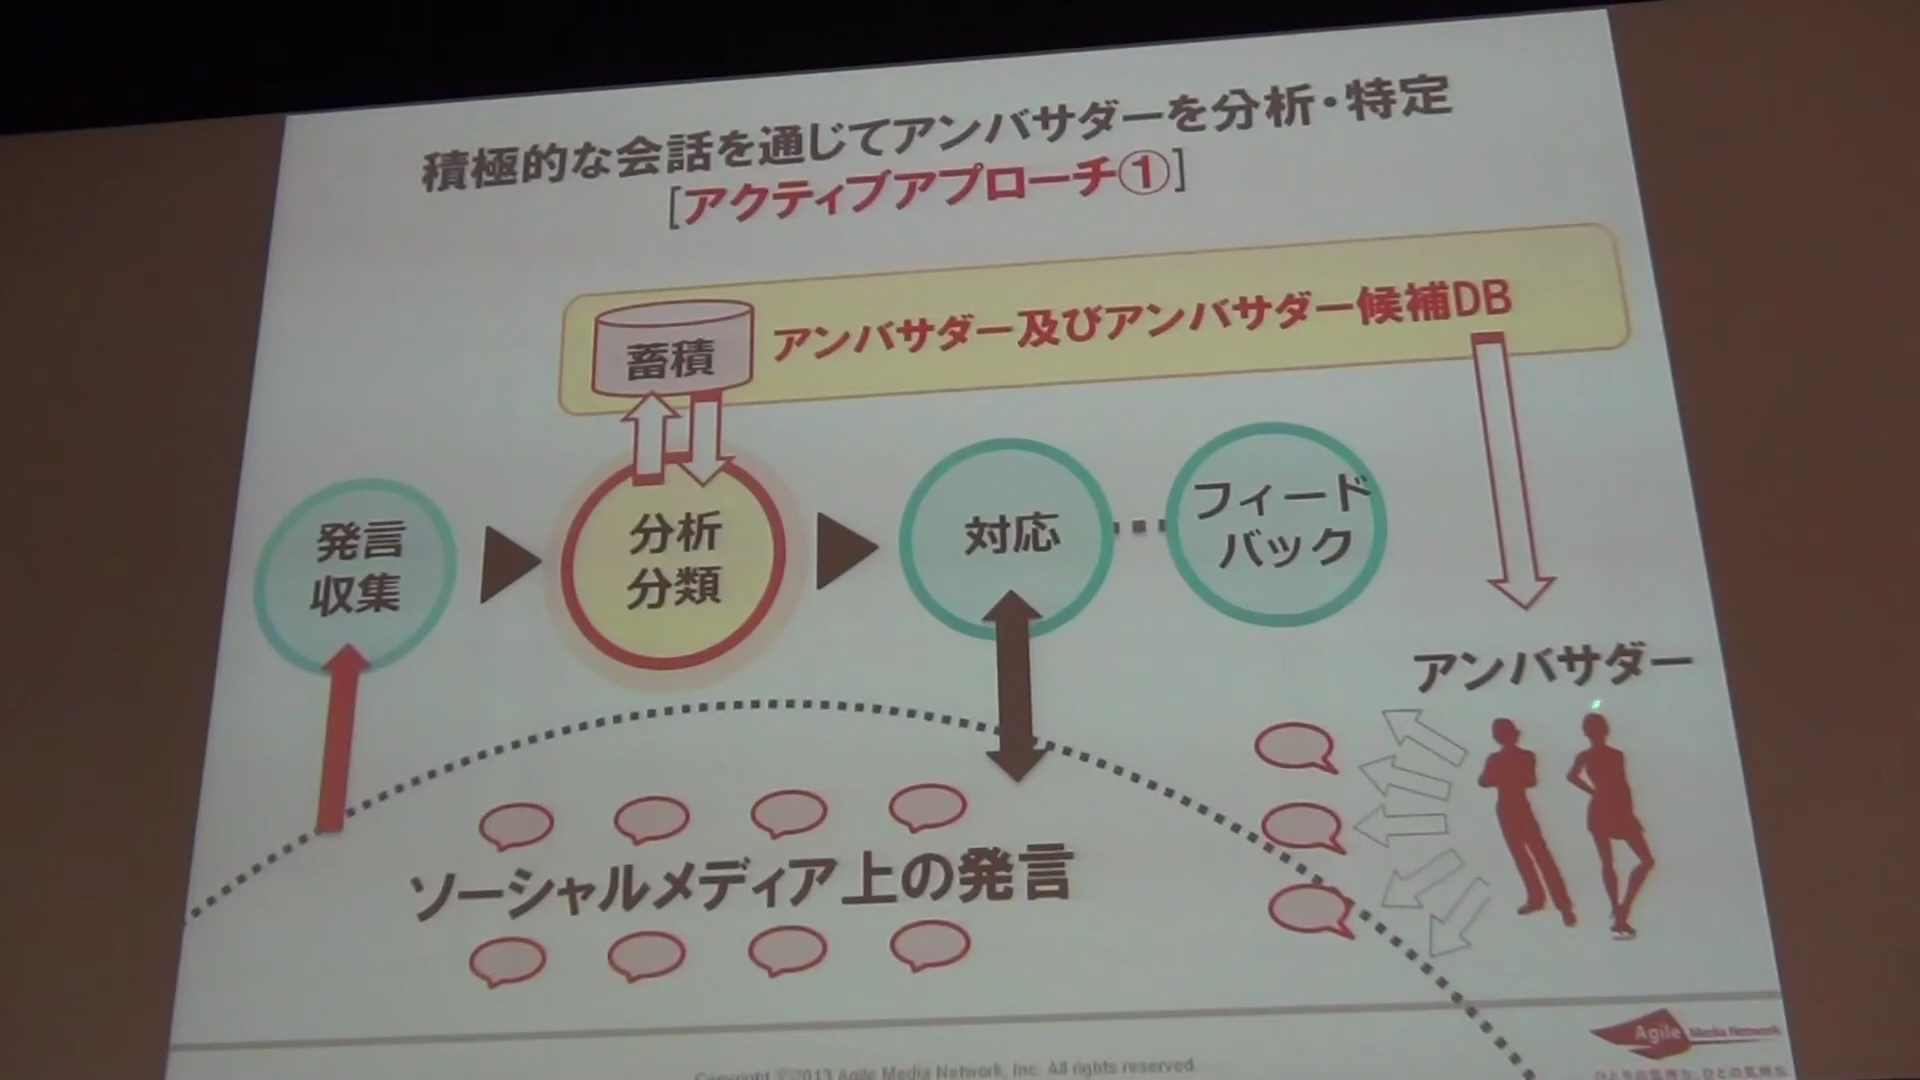 積極的な会話を通じてアンバサダーを分析・特定
[アクティブアプローチ①]
蓄積
アンバサダー及びアンバサダー候補DB
発言
収集
分析
分類
対応
フィード
バック
アンバサダー
ソーシャルメディア上の発言
Agile Media Network
Copyright ©2013 Agile Media Network, Inc. All rights reserved.